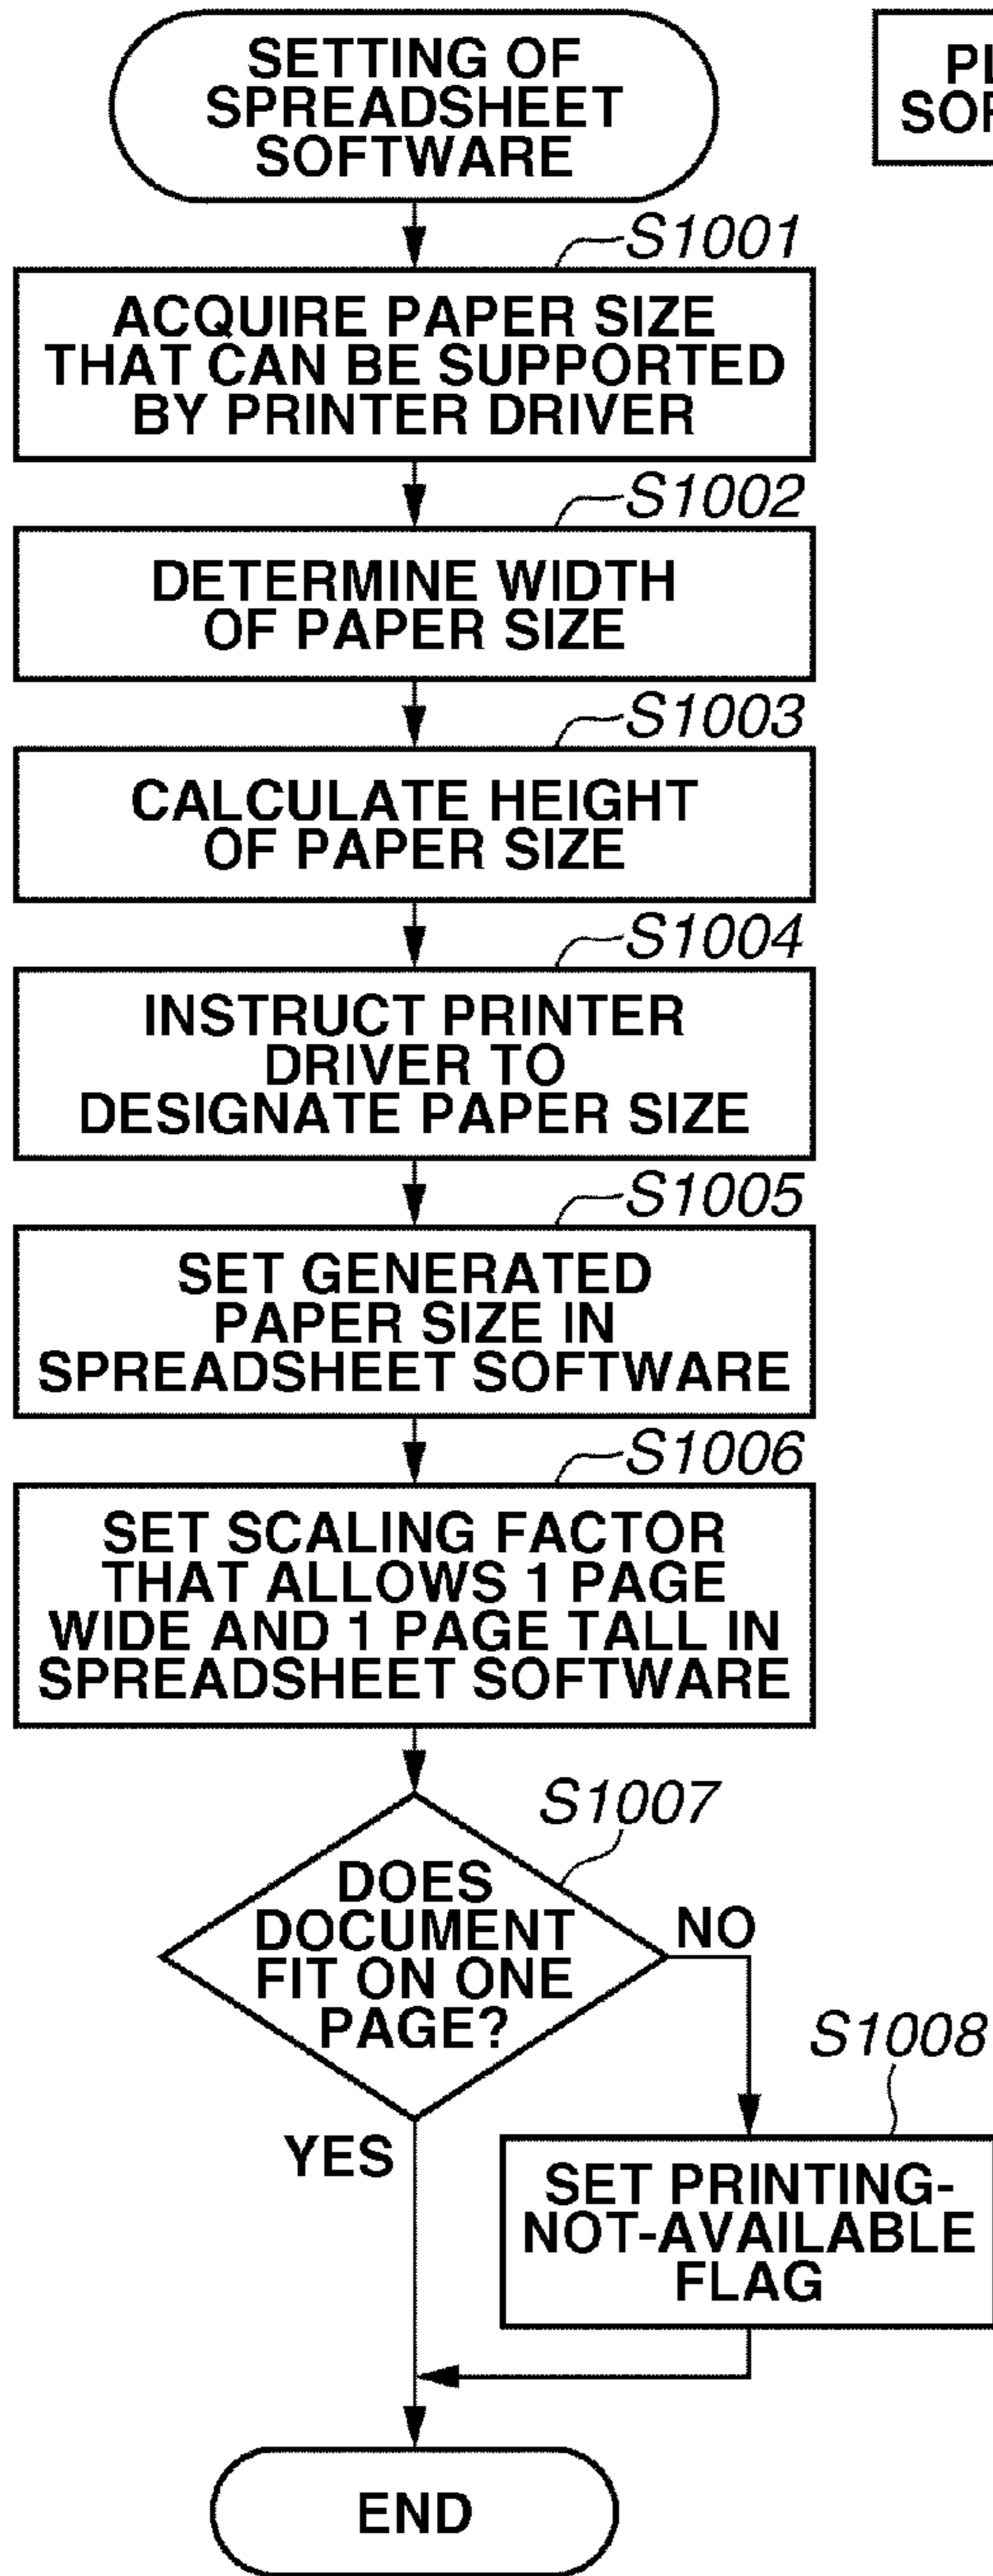 SETTING OF
SPREADSHEET
SOFTWARE
S1001
ACQUIRE PAPER SIZE
THAT CAN BE SUPPORTED
BY PRINTER DRIVER
S1002
DETERMINE WIDTH
OF PAPER SIZE
S1003
CALCULATE HEIGHT
OF PAPER SIZE
S1004
INSTRUCT PRINTER
DRIVER TO
DESIGNATE PAPER SIZE
S1005
SET GENERATED
PAPER SIZE IN
SPREADSHEET SOFTWARE
S1006
SET SCALING FACTOR
THAT ALLOWS 1 PAGE
WIDE AND 1 PAGE TALL IN
SPREADSHEET SOFTWARE
S1007
DOES
DOCUMENT
FIT ON ONE
PAGE?
NO
YES
S1008
SET PRINTING-
NOT-AVAILABLE
FLAG
END